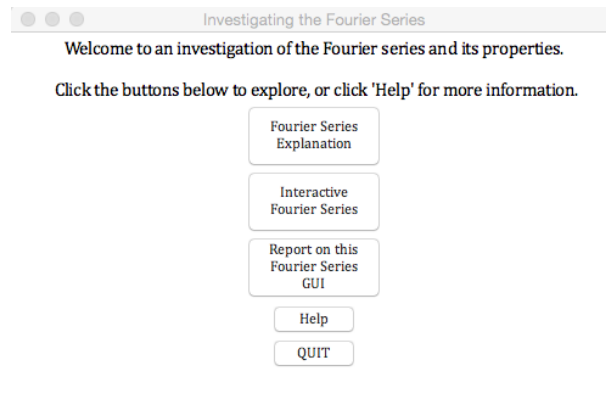 Investigating the Fourier Series
Welcome to an investigation of the Fourier series and its properties.
Click the buttons below to explore, or click 'Help' for more information.
Fourier Series
Explanation
Interactive
Fourier Series
Report on this
Fourier Series
GUI
Help
QUIT